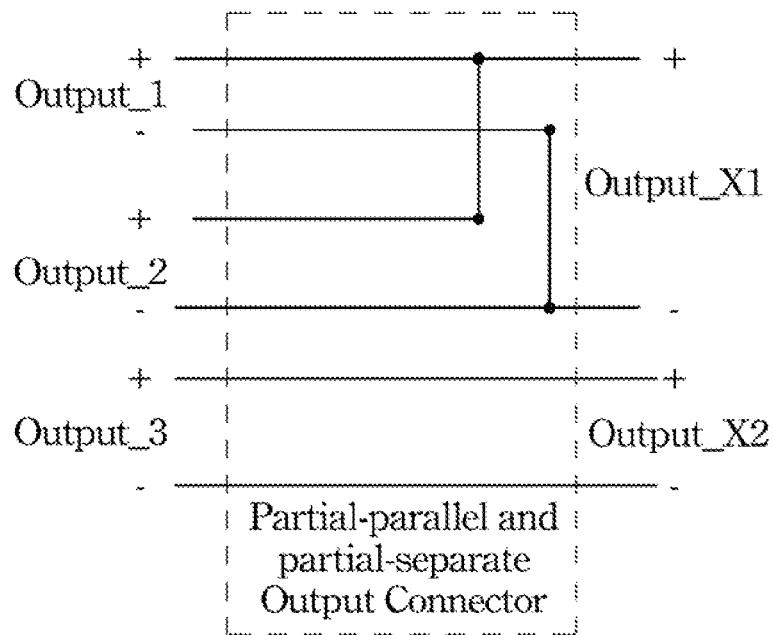 + +
Output_1
-
Output_X1
+
Output_2
- -
+ +
Output_3 Output_X2
- -
Partial-parallel and
partial-separate
Output Connector